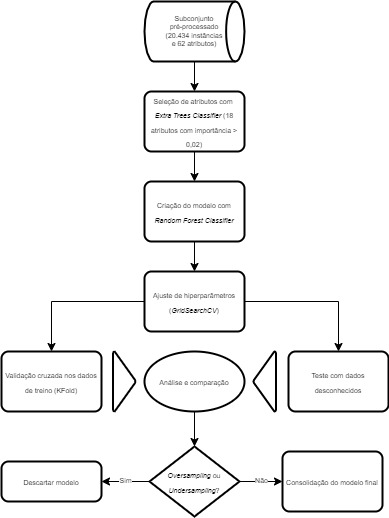 Subconjunto
pré-processado
(20.434 instâncias
e 62 atributos)
Seleção de atributos com
Extra Trees Classifier (18
atributos com importância >
0,02)
Criação do modelo com
Random Forest Classifier
Ajuste de hiperparâmetros
(GridSearchCV)
Validação cruzada nos dados
de treino (KFold)
Análise e comparação
Teste com dados
desconhecidos
Oversampling ou
Undersampling?
Sim
Não
Descartar modelo
Consolidação do modelo final